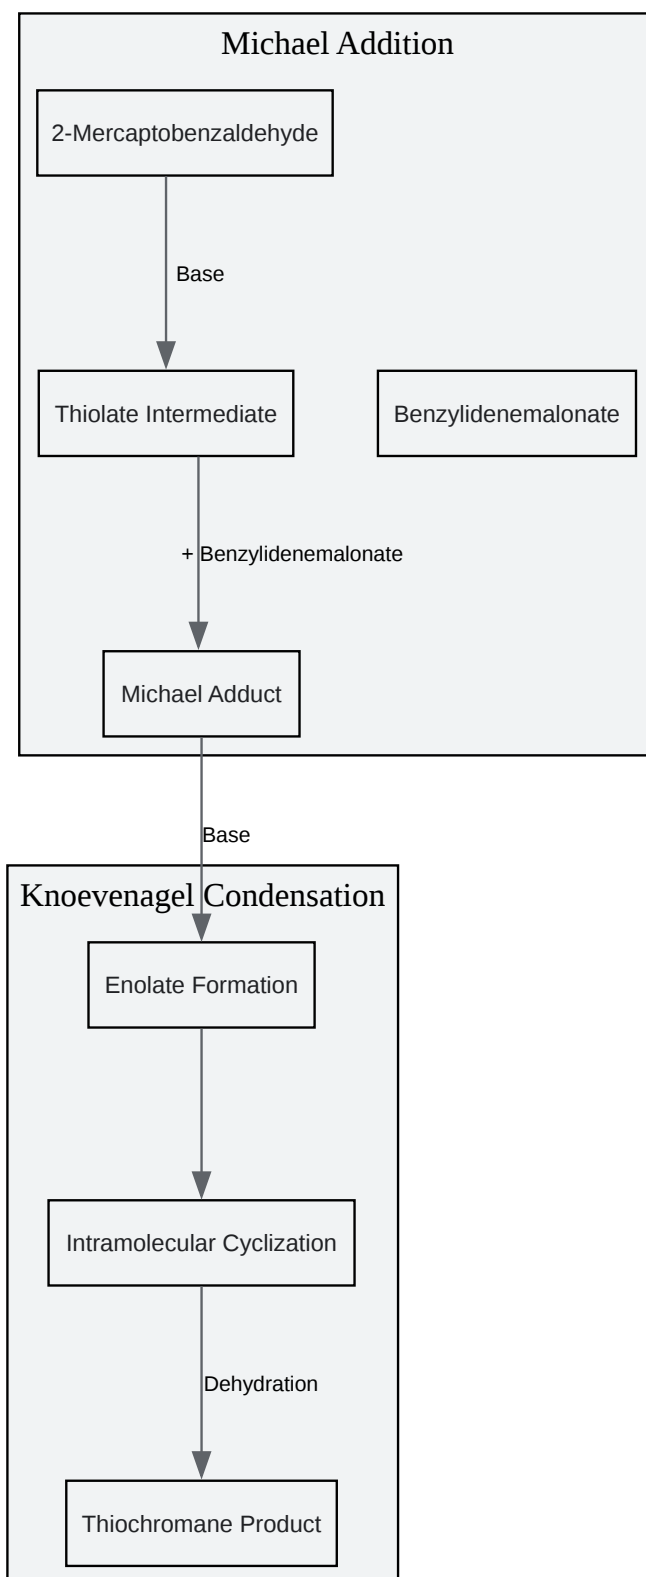 Michael Addition
2-Mercaptobenzaldehyde
Base
Thiolate Intermediate
Benzylidenemalonate
+ Benzylidenemalonate
Michael Adduct
Base
Knoevenagel Condensation
Enolate Formation
Intramolecular Cyclization
Dehydration
Thiochromane Product